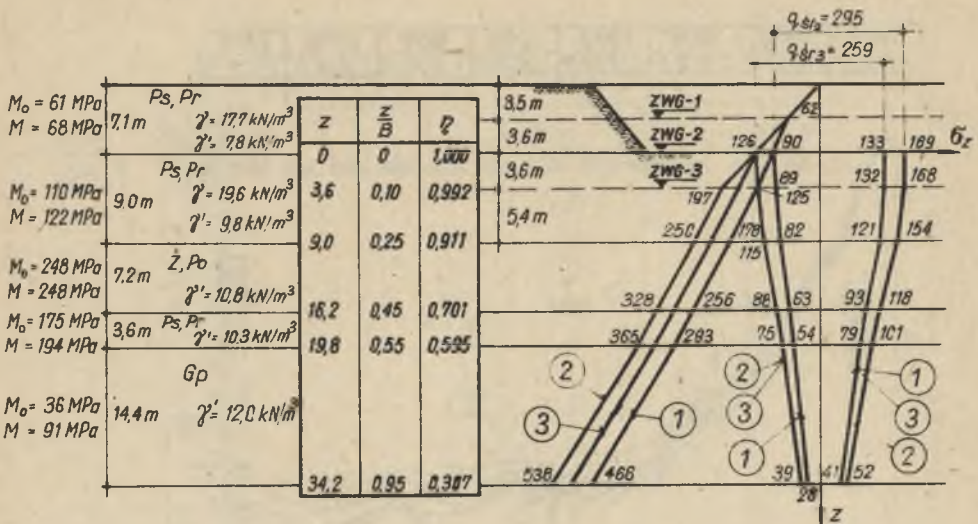 q śr₂ = 295
q śr₃ = 259
M₀ = 61 MPa
M = 68 MPa
7,1 m
Ps, Pr
γ = 17,7 kN/m³
γ' = 7,8 kN/m³
z z/B η
0 0 1,000
3,6 0,10 0,992
9,0 0,25 0,911
16,2 0,45 0,701
19,8 0,55 0,595
34,2 0,95 0,307
M₀ = 110 MPa
M = 122 MPa
9,0 m
Ps, Pr
γ = 19,6 kN/m³
γ' = 9,8 kN/m³
M₀ = 248 MPa
M = 248 MPa
7,2 m
Ż, Po
γ' = 10,8 kN/m³
M₀ = 175 MPa
M = 194 MPa
3,6 m
Ps, Pr
γ' = 10,3 kN/m³
M₀ = 36 MPa
M = 91 MPa
14,4 m
Gp
γ' = 12,0 kN/m³
3,5 m
3,6 m
3,6 m
5,4 m
ZWG-1
ZWG-2
ZWG-3
62
126 90 133 169 σz
197 89 125 132 168
250 178 115 82 121 154
328 256 88 63 93 118
365 293 75 54 79 101
2 3 1
2 3 1
1 3 2
538 466 39 28 41 52
z